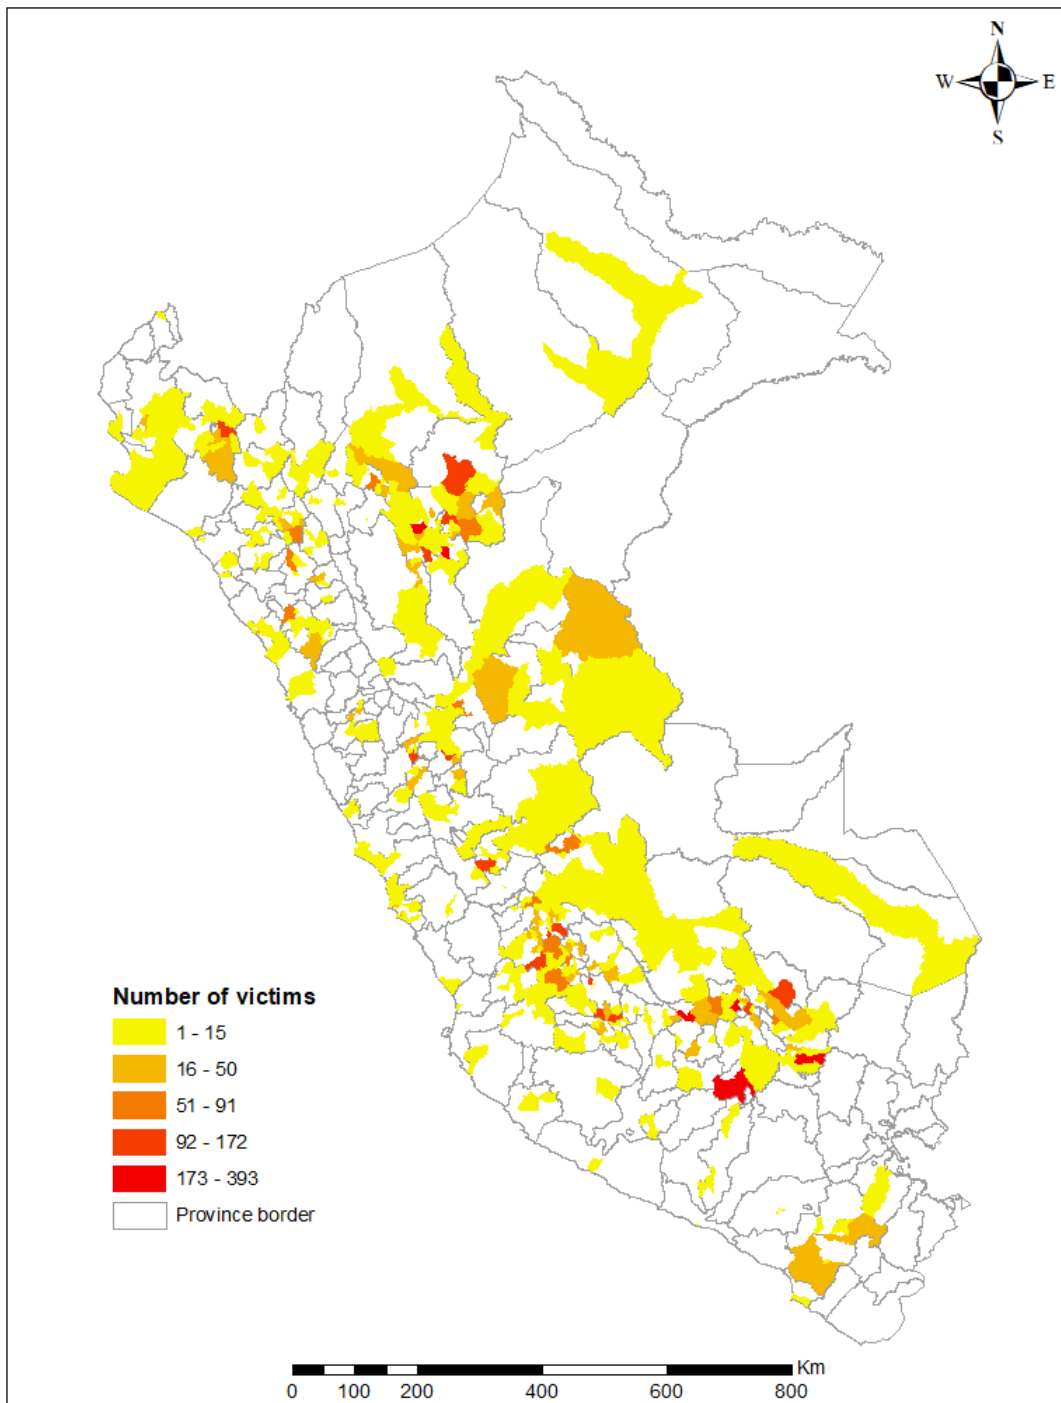 N
W E
S
Number of victims
1 - 15
16 - 50
51 - 91
92 - 172
173 - 393
Province border
Km
0 100 200 400 600 800